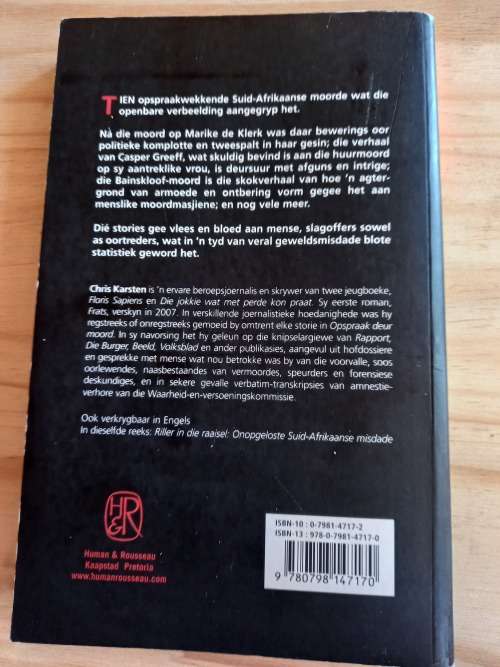 TIEN opspraakwekkende Suid-Afrikaanse moorde wat die
openbare verbeelding aangegryp het.
Ná die moord op Marike de Klerk was daar bewerings oor
politieke komplotte en tweespalt in haar gesin; die verhaal
van Casper Greeff, wat skuldig bevind is aan die huurmoord
op sy aantreklike vrou, is deursuur met afguns en intrige;
die Bainskloof-moord is die skokverhaal van hoe 'n agter-
grond van armoede en ontbering vorm gegee het aan
menslike moordmasjiene; en nog vele meer.
Dié stories gee vlees en bloed aan mense, slagoffers sowel
as oortreders, wat in 'n tyd van veral geweldsmisdade blote
statistiek geword het.
Chris Karsten is 'n ervare beroepsjoernalis en skrywer van twee jeugboeke,
Floris Sapiens en Die jokkie wat met perde kon praat. Sy eerste roman,
Frats, verskyn in 2007. In verskillende joernalistieke hoedanighede was hy
regstreeks of onregstreeks gemoeid by omtrent elke storie in Opspraak deur
moord. In sy navorsing het hy geleun op die knipselargiewe van Rapport,
Die Burger, Beeld, Volksblad en ander publikasies, aangevul uit hofdossiere
en gesprekke met mense wat nou betrokke was by van die voorvalle, soos
oorlewendes, naasbestaandes van vermoordes, speurders en forensiese
deskundiges, en in sekere gevalle verbatim-transkripsies van amnestie-
verhore van die Waarheid-en-versoeningskommissie.
Ook verkrygbaar in Engels
In dieselfde reeks: Riller in die raaisel: Onopgeloste Suid-Afrikaanse misdade
H&R
Human & Rousseau
Kaapstad Pretoria
www.humanrousseau.com
ISBN-10 : 0-7981-4717-2
ISBN-13 : 978-0-7981-4717-0
9 780798 147170